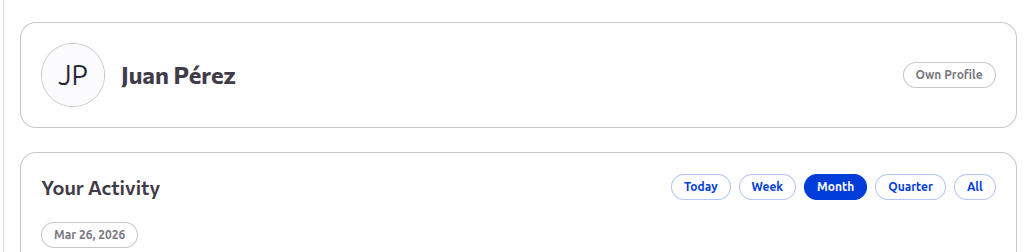 JP
Juan Pérez
Own Profile
Your Activity
Today Week Month Quarter All
Mar 26, 2026